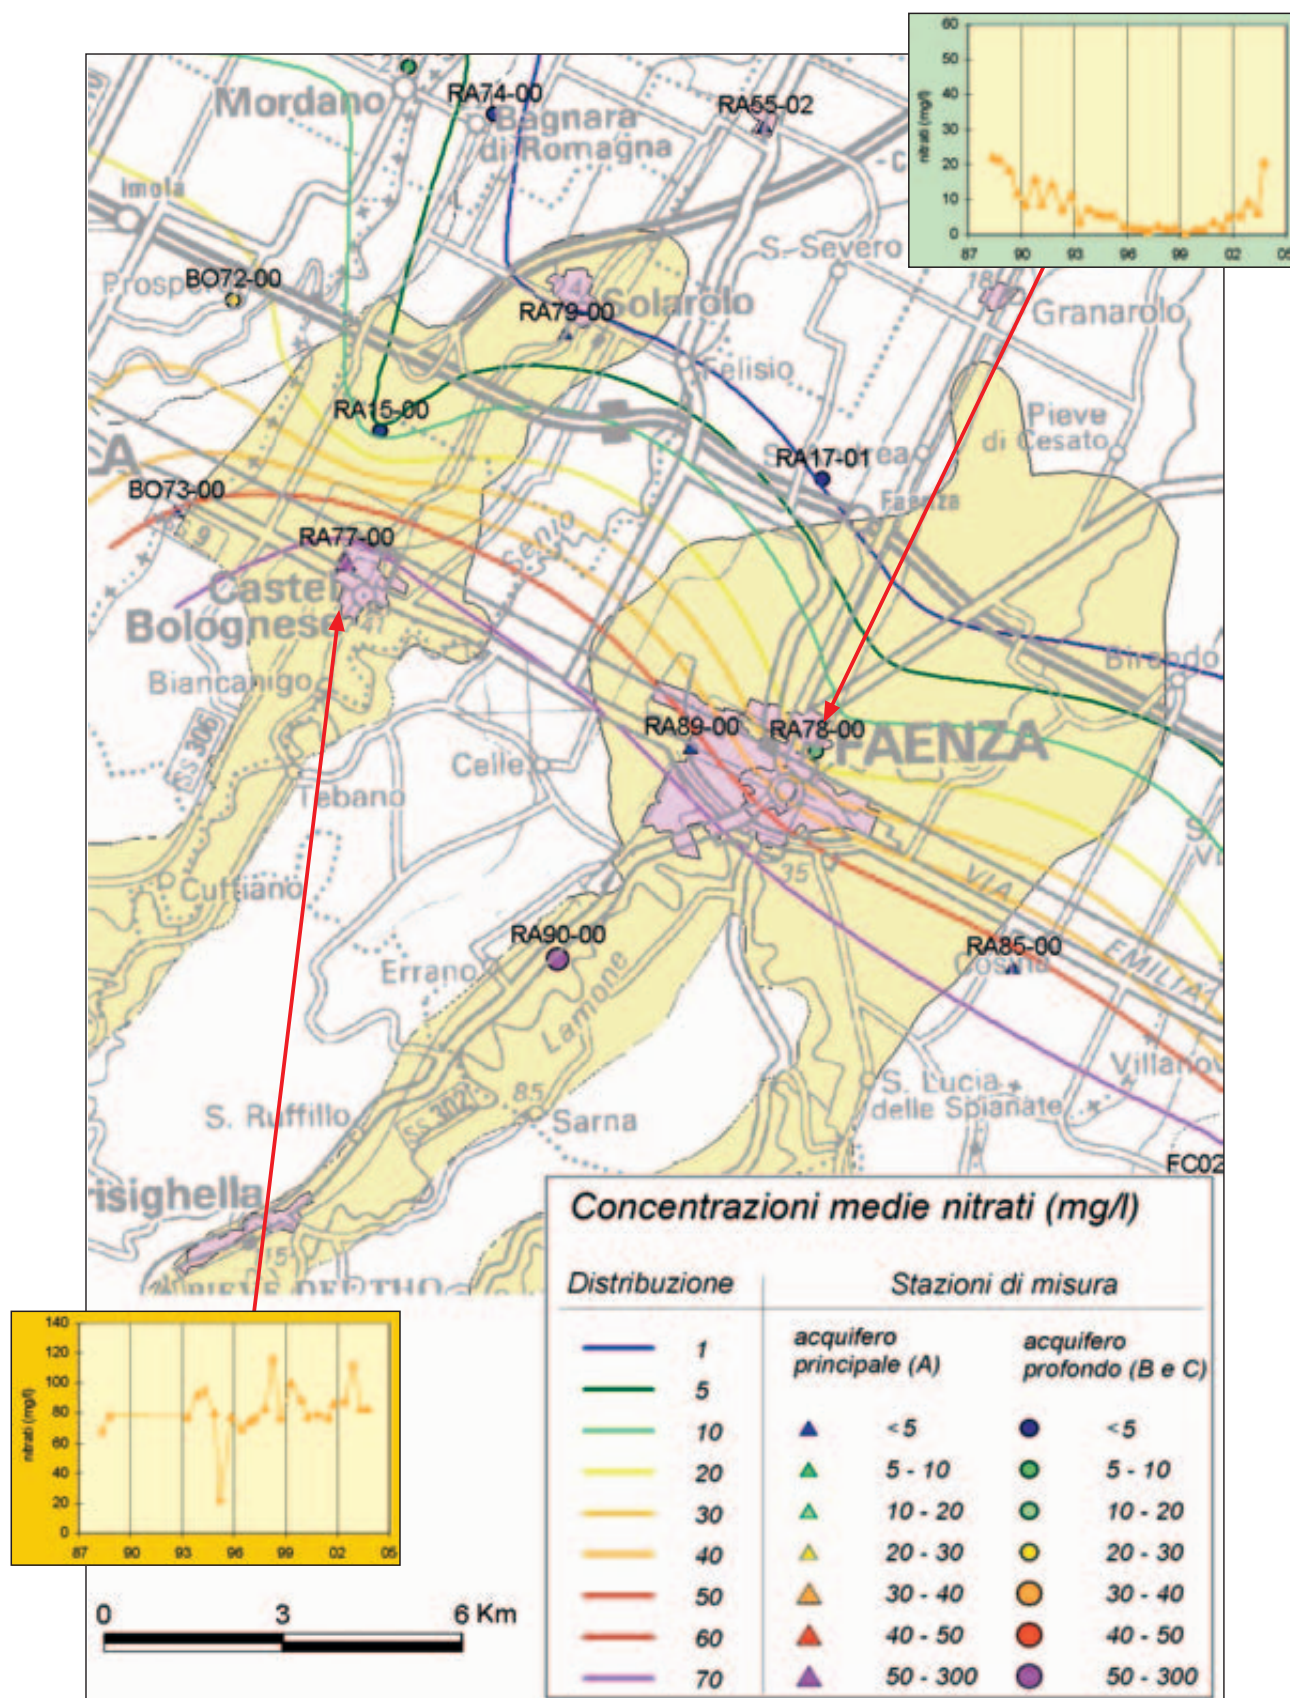 60
50
40
30
20
10
0
nitrati (mg/l)
87 90 93 96 99 02 05
RA74-00
RA55-02
Mordano
Bagnara
di Romagna
Imola
S. Severo
BO72-00
18
Granarolo
Solarolo
RA79-00
Felisio
RA15-00
Pieve
di Cesato
RA17-01
BO73-00
Faenza
S. 9
RA77-00
Senio
Castel
Bolognese
Biancanigo
Birando
SS 306
RA89-00
RA78-00
FAENZA
Celle
Tebano
35
VIA
Cuffiano
RA90-00
RA85-00
Errano
Cosina
EMILIA
Lamone
Villanov
S. Lucia
delle Spianate
85
S. Ruffillo
SS 302
Sarna
FC02
isighella
Concentrazioni medie nitrati (mg/l)
Distribuzione
Stazioni di misura
acquifero
principale (A)
acquifero
profondo (B e C)
1
5
10 <5 <5
20 5 - 10 5 - 10
30 10 - 20 10 - 20
40 20 - 30 20 - 30
50 30 - 40 30 - 40
60 40 - 50 40 - 50
70 50 - 300 50 - 300
140
120
100
80
60
40
20
0
nitrati (mg/l)
87 90 93 96 99 02 05
0 3 6 Km